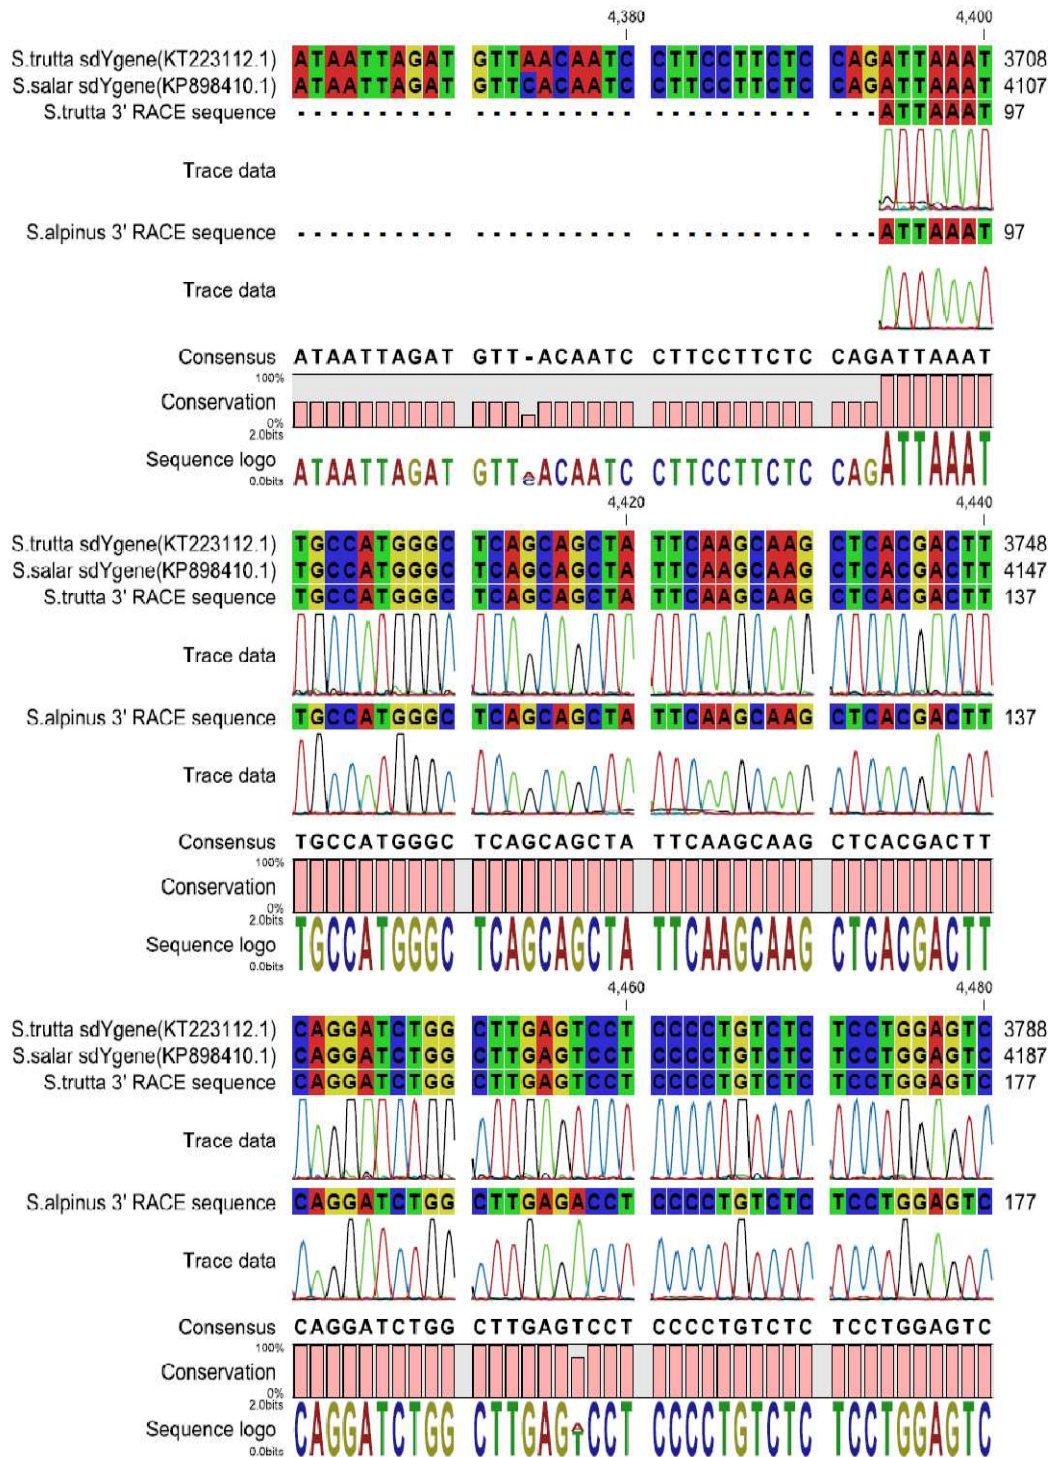 4,380 4,400
S.trutta sdYgene(KT223112.1) ATAATTAGAT GTTAACAATC CTTCCTTCTC CAGATTAAAT 3708
S.salar sdYgene(KP898410.1) ATAATTAGAT GTTCACAATC CTTCCTTCTC CAGATTAAAT 4107
S.trutta 3' RACE sequence - - - - - - - - - - - - - - - - - - - - - - - - - - - - - - - - - ATTAAAT 97
Trace data
S.alpinus 3' RACE sequence - - - - - - - - - - - - - - - - - - - - - - - - - - - - - - - - - ATTAAAT 97
Trace data
Consensus ATAATTAGAT GTT-ACAATC CTTCCTTCTC CAGATTAAAT
100%
Conservation
0%
2.0bits
Sequence logo ATAATTAGAT GTTACAATC CTTCCTTCTC CAGATTAAAT
0.0bits
4,420 4,440
S.trutta sdYgene(KT223112.1) TGCCATGGGC TCAGCAGCTA TTCAAGCAAG CTCACGACTT 3748
S.salar sdYgene(KP898410.1) TGCCATGGGC TCAGCAGCTA TTCAAGCAAG CTCACGACTT 4147
S.trutta 3' RACE sequence TGCCATGGGC TCAGCAGCTA TTCAAGCAAG CTCACGACTT 137
Trace data
S.alpinus 3' RACE sequence TGCCATGGGC TCAGCAGCTA TTCAAGCAAG CTCACGACTT 137
Trace data
Consensus TGCCATGGGC TCAGCAGCTA TTCAAGCAAG CTCACGACTT
100%
Conservation
0%
2.0bits
Sequence logo TGCCATGGGC TCAGCAGCTA TTCAAGCAAG CTCACGACTT
0.0bits
4,460 4,480
S.trutta sdYgene(KT223112.1) CAGGATCTGG CTTGAGTCCT CCCCTGTCTC TCCTGGAGTC 3788
S.salar sdYgene(KP898410.1) CAGGATCTGG CTTGAGTCCT CCCCTGTCTC TCCTGGAGTC 4187
S.trutta 3' RACE sequence CAGGATCTGG CTTGAGTCCT CCCCTGTCTC TCCTGGAGTC 177
Trace data
S.alpinus 3' RACE sequence CAGGATCTGG CTTGAGACCT CCCCTGTCTC TCCTGGAGTC 177
Trace data
Consensus CAGGATCTGG CTTGAGTCCT CCCCTGTCTC TCCTGGAGTC
100%
Conservation
0%
2.0bits
Sequence logo CAGGATCTGG CTTGAGTCCT CCCCTGTCTC TCCTGGAGTC
0.0bits